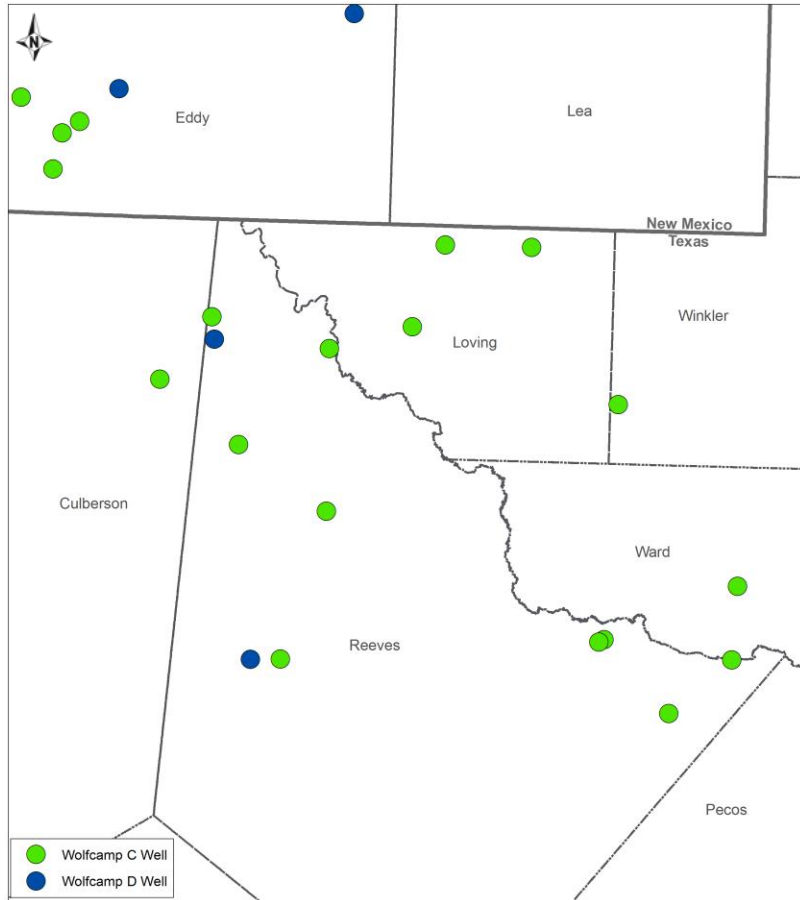 N
Eddy
Lea
New Mexico
Texas
Winkler
Loving
Culberson
Ward
Reeves
Pecos
Wolfcamp C Well
Wolfcamp D Well